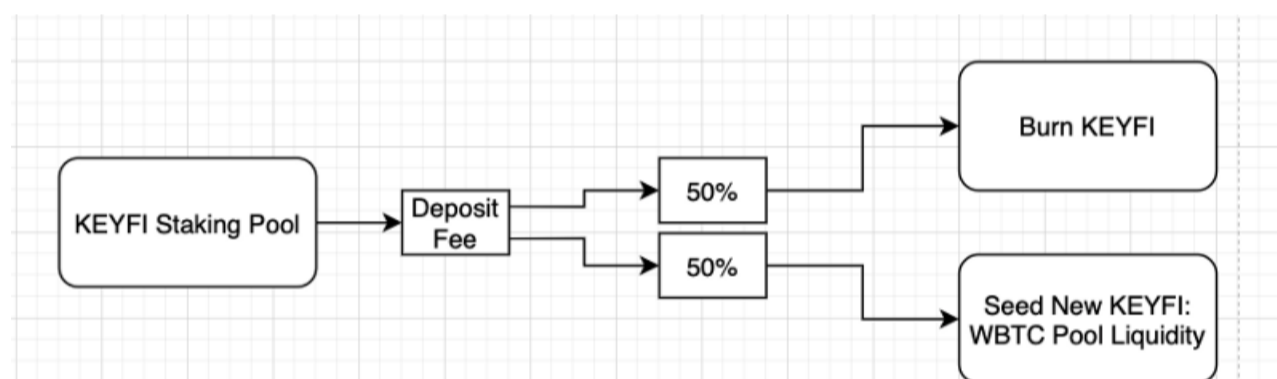 KEYFI Staking Pool
Deposit
Fee
50%
50%
Burn KEYFI
Seed New KEYFI:
WBTC Pool Liquidity